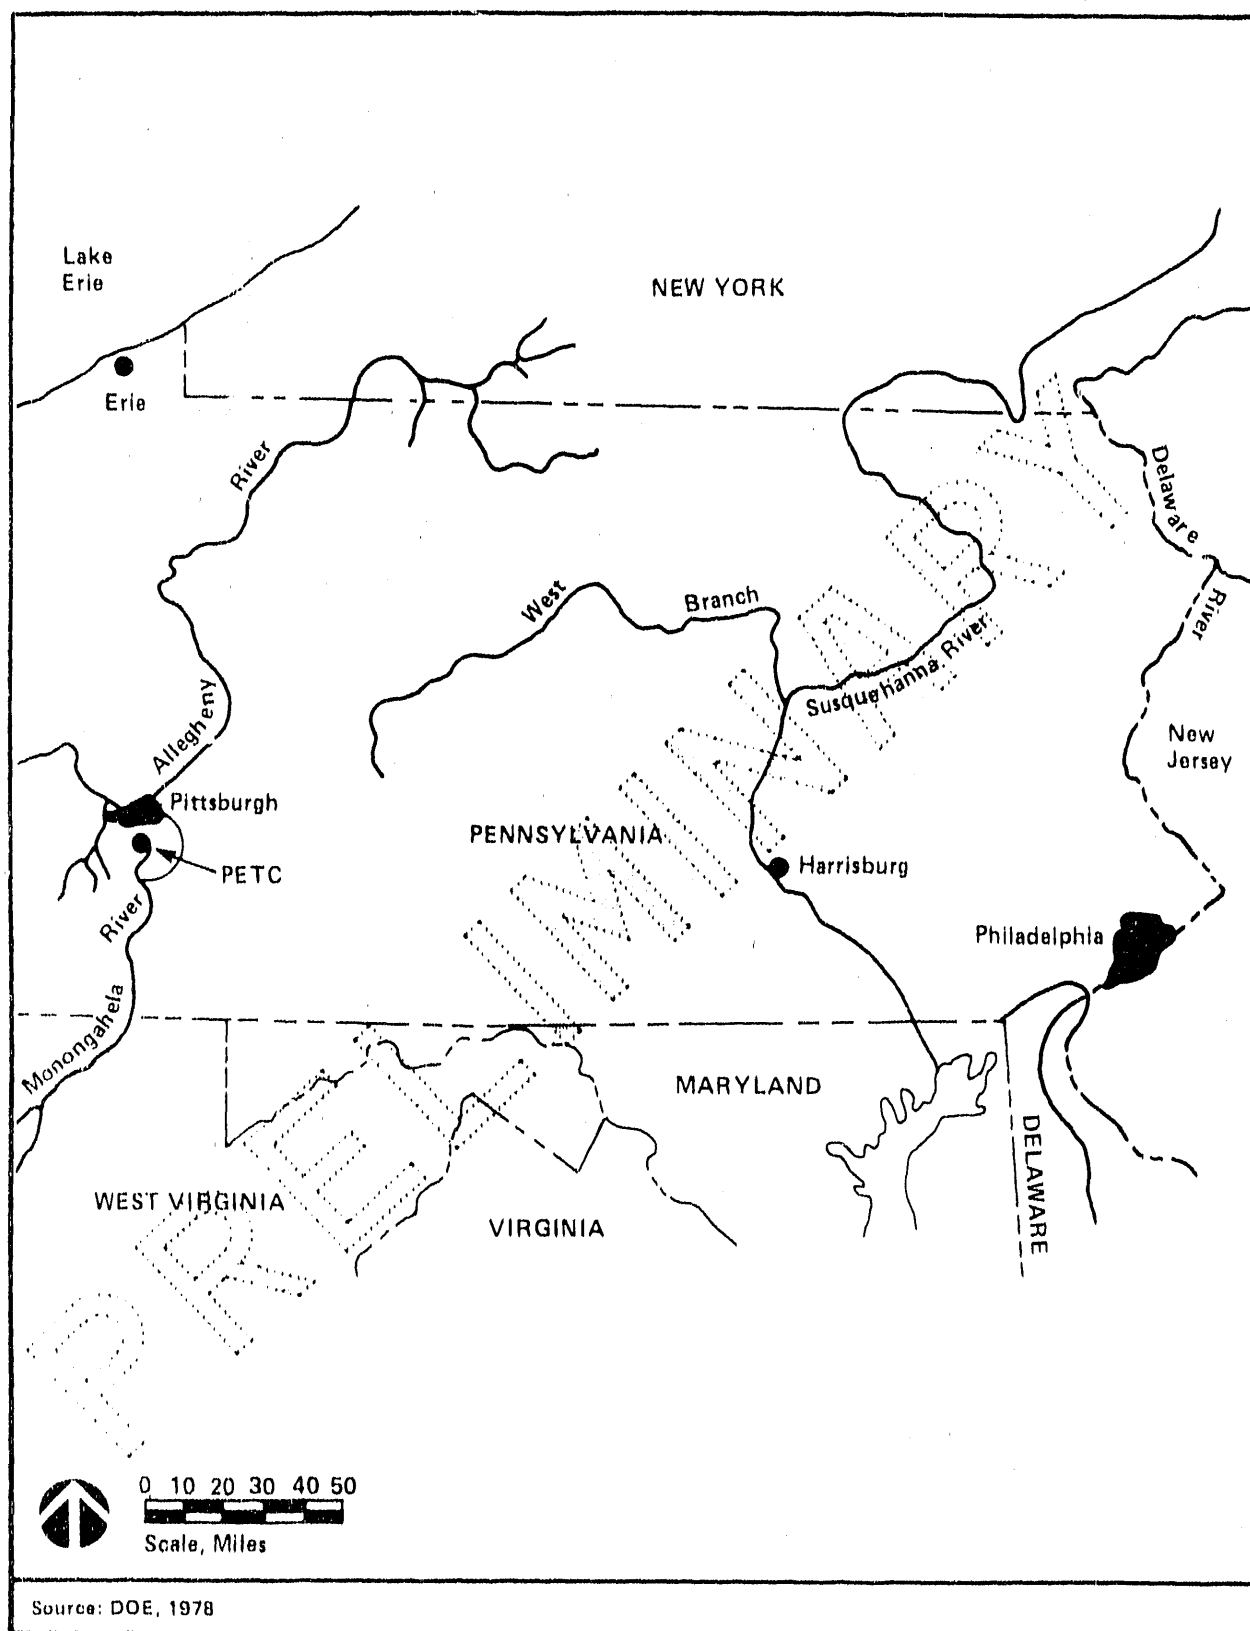 Lake
Erie
NEW YORK
Erie
River
Delaware
West
Branch
River
Susquehanna River
Allegheny
New
Jersey
Pittsburgh
PENNSYLVANIA
Harrisburg
PETC
River
Philadelphia
Monongahela
MARYLAND
DELAWARE
WEST VIRGINIA
VIRGINIA
PRELIMINARY
0 10 20 30 40 50
Scale, Miles
Source: DOE, 1978